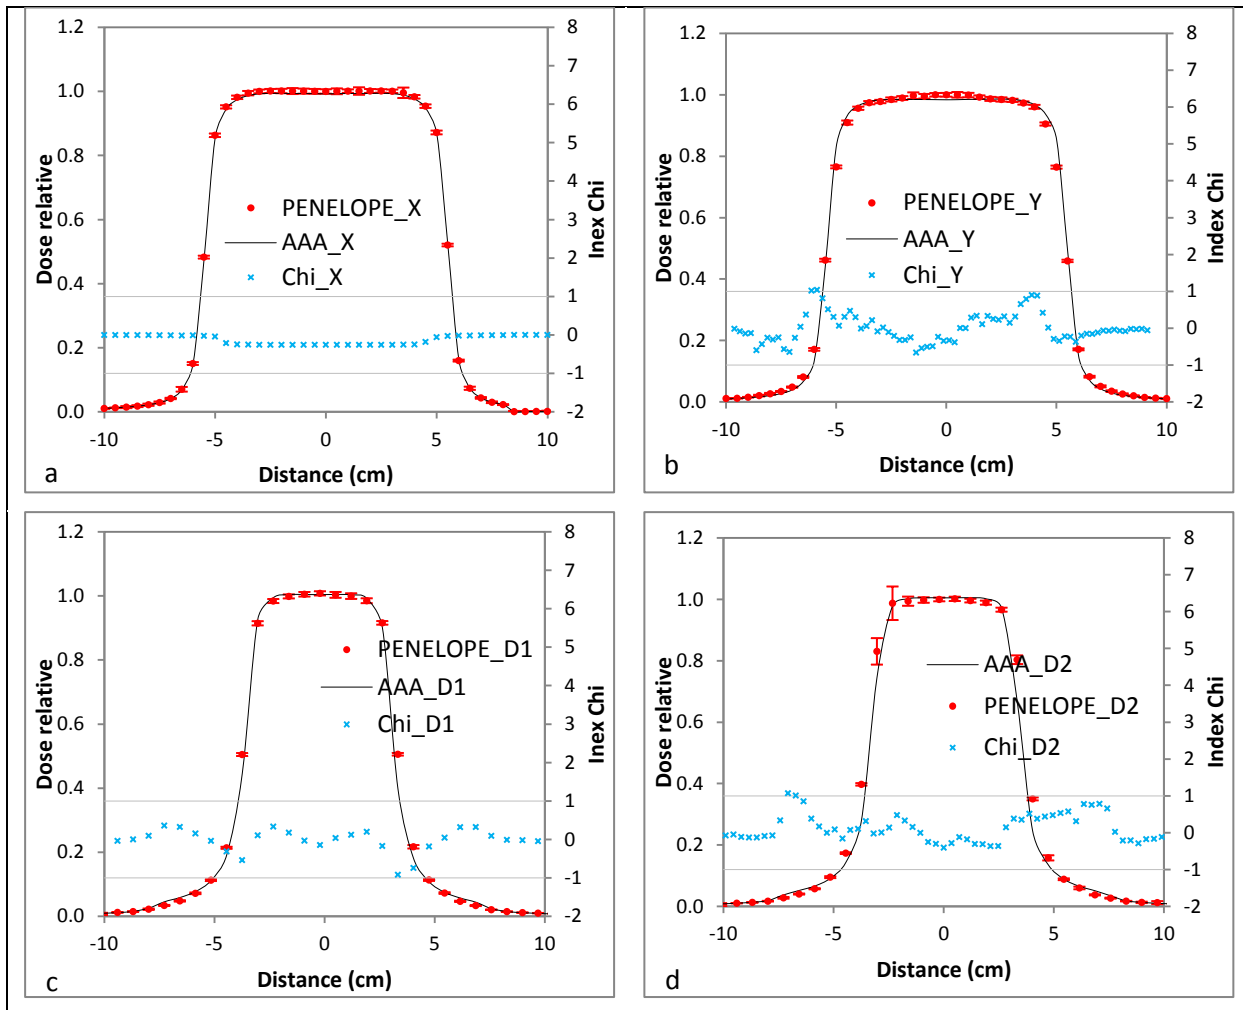 1.2
1.0
0.8
0.6
0.4
0.2
0.0
Dose relative
8
7
6
5
4
3
2
1
0
-1
-2
Inex Chi
PENELOPE_X
AAA_X
Chi_X
-10 -5 0 5 10
Distance (cm)
a
1.2
1.0
0.8
0.6
0.4
0.2
0.0
Dose relative
8
7
6
5
4
3
2
1
0
-1
-2
Index Chi
PENELOPE_Y
AAA_Y
Chi_Y
-10 -5 0 5 10
Distance (cm)
b
1.2
1.0
0.8
0.6
0.4
0.2
0.0
Dose relative
8
7
6
5
4
3
2
1
0
-1
-2
Inex Chi
PENELOPE_D1
AAA_D1
Chi_D1
-10 -5 0 5 10
Distance (cm)
c
1.2
1.0
0.8
0.6
0.4
0.2
0.0
Dose relative
8
7
6
5
4
3
2
1
0
-1
-2
Index Chi
AAA_D2
PENELOPE_D2
Chi_D2
-10 -5 0 5 10
Distance (cm)
d